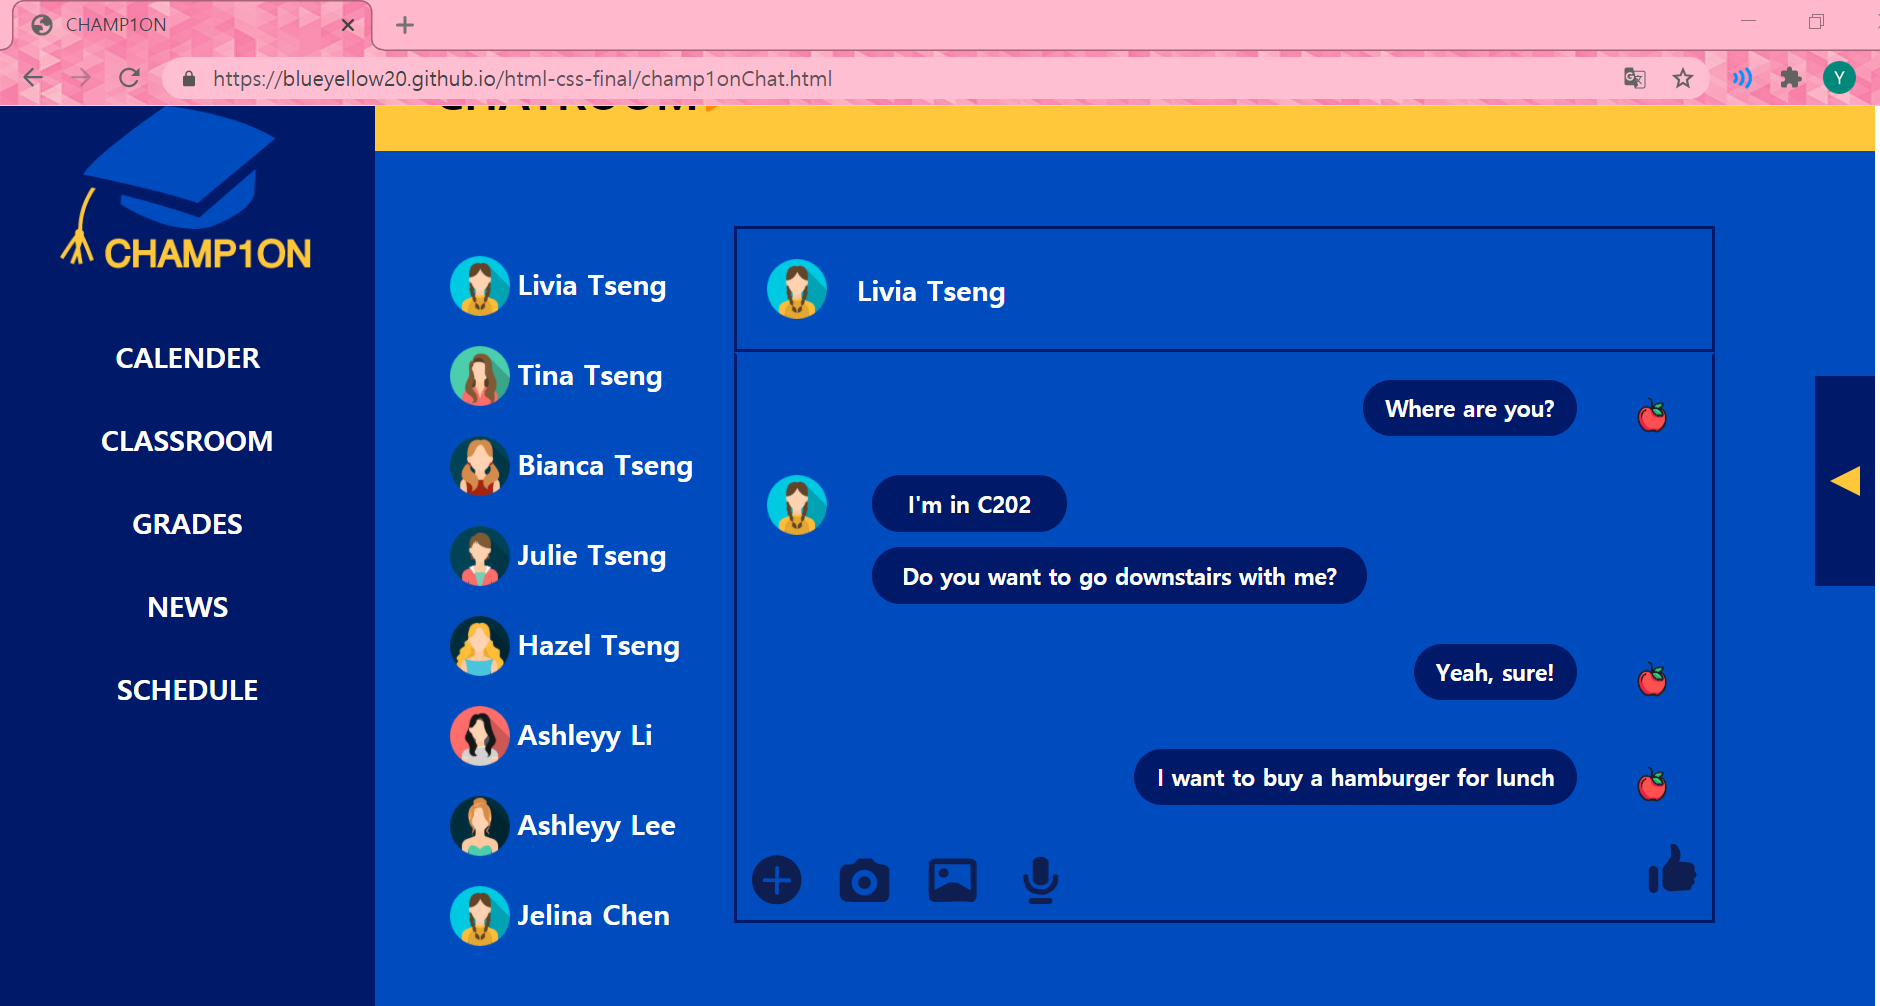 CHAMP1ON
https://blueyellow20.github.io/html-css-final/champ1onChat.html
Y
CHATROOM
CHAMP1ON
CALENDER
CLASSROOM
GRADES
NEWS
SCHEDULE
Livia Tseng
Tina Tseng
Bianca Tseng
Julie Tseng
Hazel Tseng
Ashleyy Li
Ashleyy Lee
Jelina Chen
Livia Tseng
Where are you?
I'm in C202
Do you want to go downstairs with me?
Yeah, sure!
I want to buy a hamburger for lunch